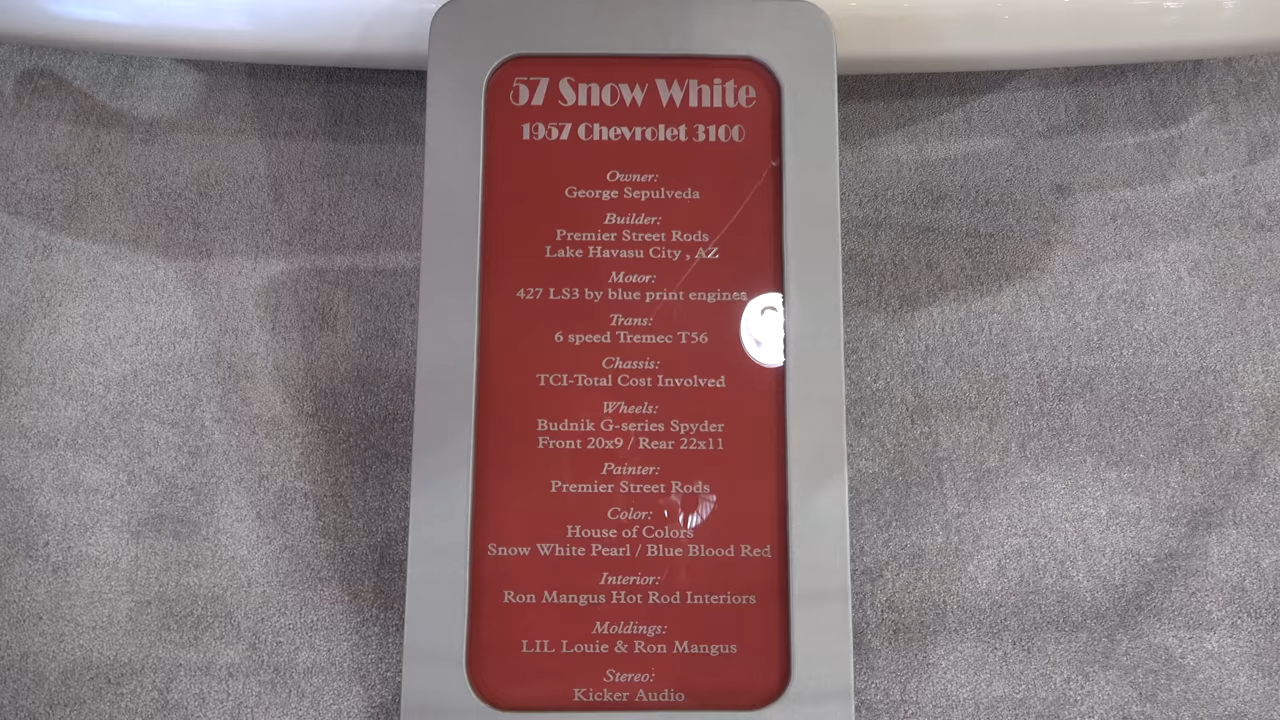 57 Snow White
1957 Chevrolet 3100
Owner:
George Sepulveda
Builder:
Premier Street Rods
Lake Havasu City , AZ
Motor:
427 LS3 by blue print engines
Trans:
6 speed Tremec T56
Chassis:
TCI-Total Cost Involved
Wheels:
Budnik G-series Spyder
Front 20x9 / Rear 22x11
Painter:
Premier Street Rods
Color:
House of Colors
Snow White Pearl / Blue Blood Red
Interior:
Ron Mangus Hot Rod Interiors
Moldings:
LIL Louie & Ron Mangus
Stereo:
Kicker Audio